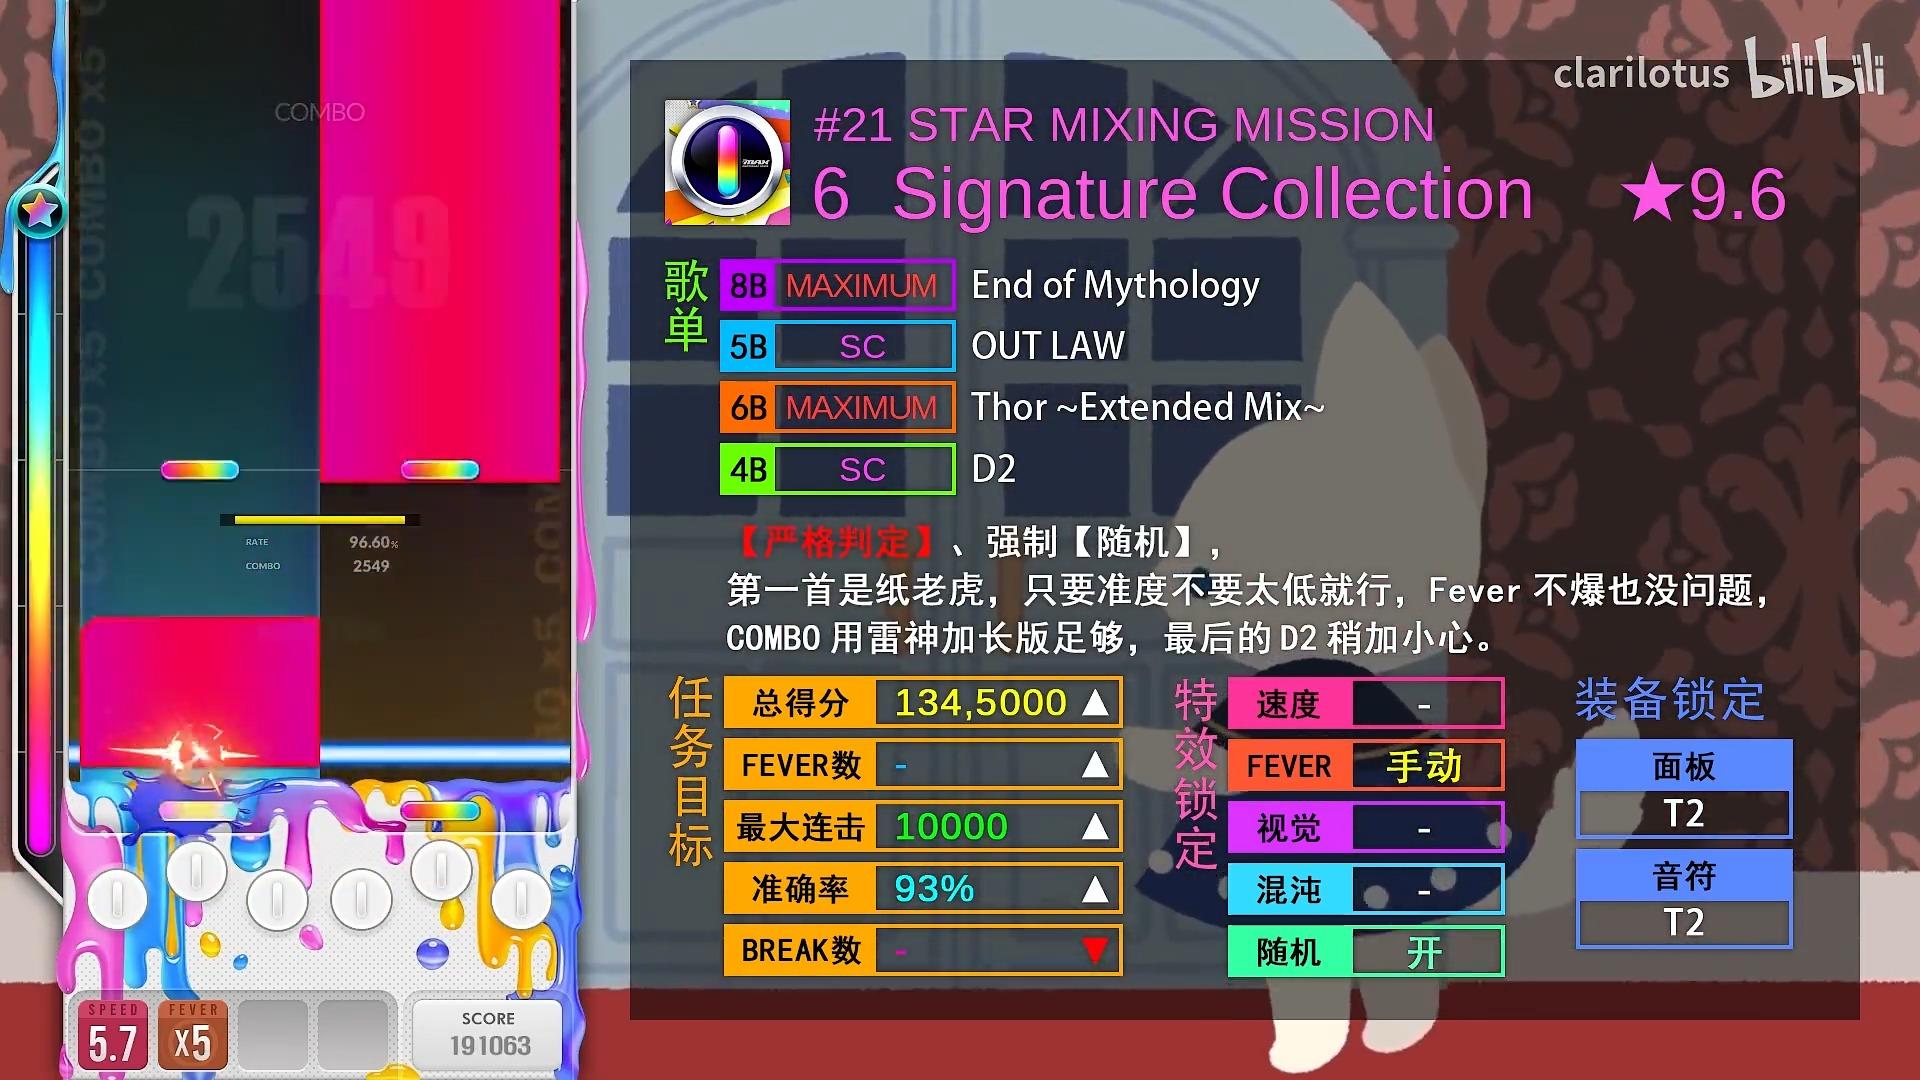 clarilotus bilibili
COMBO
2549
COMBO x5 COMBO x5
RATE 96.60%
COMBO 2549
SPEED
5.7
FEVER
X5
SCORE
191063
#21 STAR MIXING MISSION
6 Signature Collection ★9.6
歌单
8B MAXIMUM End of Mythology
5B SC OUT LAW
6B MAXIMUM Thor ~Extended Mix~
4B SC D2
【严格判定】、强制【随机】，
第一首是纸老虎，只要准度不要太低就行，Fever 不爆也没问题，
COMBO 用雷神加长版足够，最后的 D2 稍加小心。
任务目标
总得分 134,5000 ▲
FEVER数 - ▲
最大连击 10000 ▲
准确率 93% ▲
BREAK数 - ▼
特效锁定
速度 -
FEVER 手动
视觉 -
混沌 -
随机 开
装备锁定
面板
T2
音符
T2